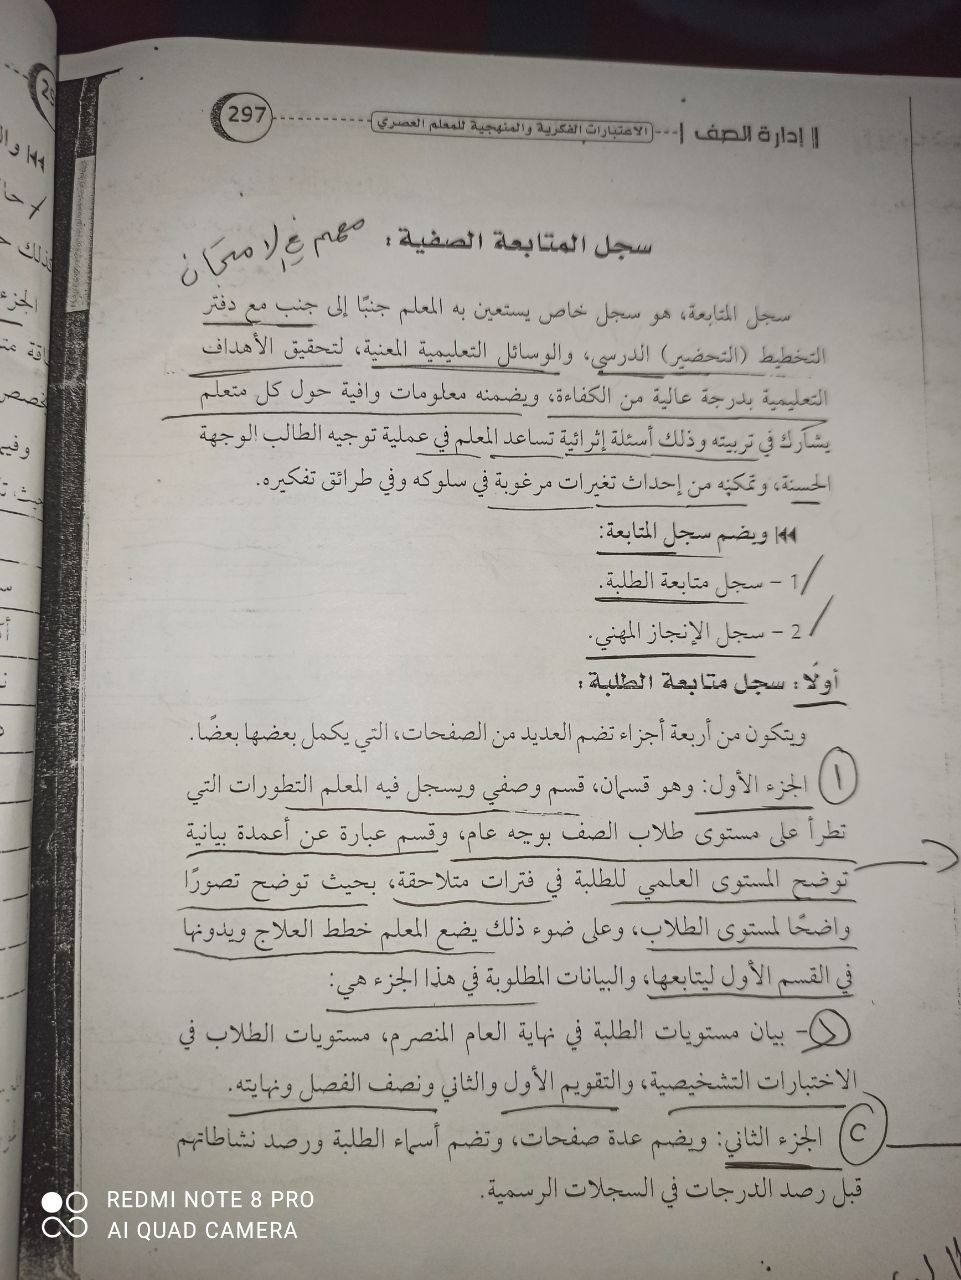 إدارة الصف | الاعتبارات الفكرية والمنهجية للمعلم العصري 297
سجل المتابعة الصفية : مهم في الامتحان
سجل المتابعة، هو سجل خاص يستعين به المعلم جنبًا إلى جنب مع دفتر
التخطيط (التحضير) الدرسي، والوسائل التعليمية المعنية، لتحقيق الأهداف
التعليمية بدرجة عالية من الكفاءة، ويضمنه معلومات وافية حول كل متعلم
يشارك في تربيته وذلك أسئلة إثرائية تساعد المعلم في عملية توجيه الطالب الوجهة
الحسنة، وتمكنه من إحداث تغيرات مرغوبة في سلوكه وفي طرائق تفكيره.
ويضم سجل المتابعة:
1 - سجل متابعة الطلبة.
2 - سجل الإنجاز المهني.
أولًا: سجل متابعة الطلبة :
ويتكون من أربعة أجزاء تضم العديد من الصفحات، التي يكمل بعضها بعضًا.
١ الجزء الأول: وهو قسمان، قسم وصفي ويسجل فيه المعلم التطورات التي
تطرأ على مستوى طلاب الصف بوجه عام، وقسم عبارة عن أعمدة بيانية
توضح المستوى العلمي للطلبة في فترات متلاحقة، بحيث توضح تصورًا
واضحًا لمستوى الطلاب، وعلى ضوء ذلك يضع المعلم خطط العلاج ويدونها
في القسم الأول ليتابعها، والبيانات المطلوبة في هذا الجزء هي:
- بيان مستويات الطلبة في نهاية العام المنصرم، مستويات الطلاب في
الاختبارات التشخيصية، والتقويم الأول والثاني ونصف الفصل ونهايته.
الجزء الثاني: ويضم عدة صفحات، وتضم أسماء الطلبة ورصد نشاطاتهم
قبل رصد الدرجات في السجلات الرسمية.
REDMI NOTE 8 PRO
AI QUAD CAMERA